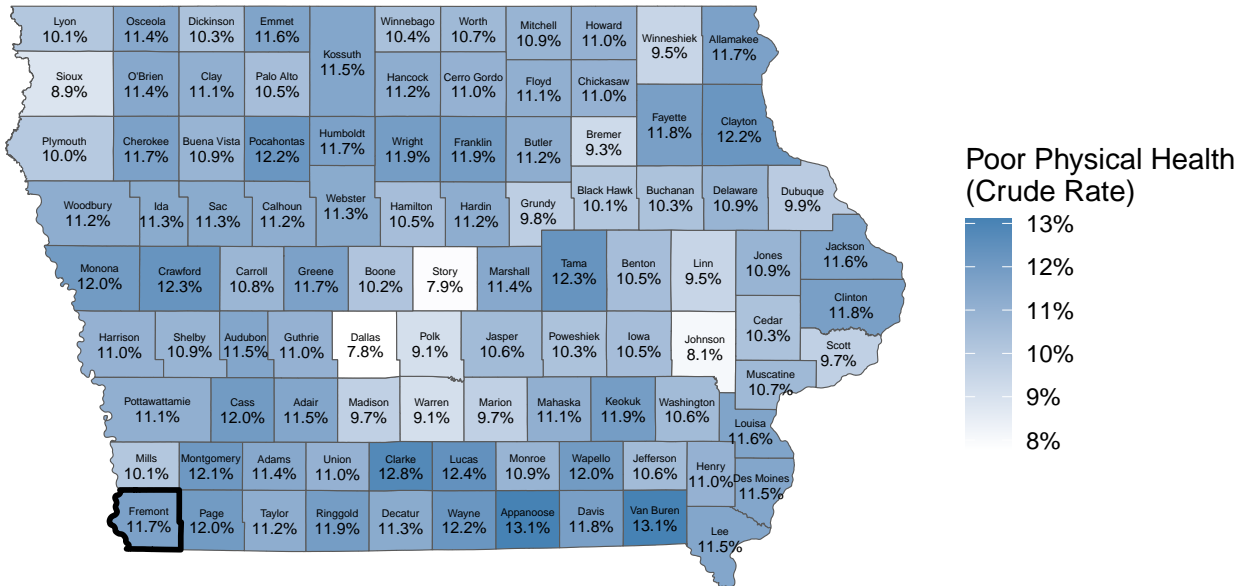 Lyon
10.1%
Osceola
11.4%
Dickinson
10.3%
Emmet
11.6%
Kossuth
11.5%
Winnebago
10.4%
Worth
10.7%
Mitchell
10.9%
Howard
11.0%
Winneshiek
9.5%
Allamakee
11.7%
Sioux
8.9%
O'Brien
11.4%
Clay
11.1%
Palo Alto
10.5%
Hancock
11.2%
Cerro Gordo
11.0%
Floyd
11.1%
Chickasaw
11.0%
Fayette
11.8%
Clayton
12.2%
Plymouth
10.0%
Cherokee
11.7%
Buena Vista
10.9%
Pocahontas
12.2%
Humboldt
11.7%
Wright
11.9%
Franklin
11.9%
Butler
11.2%
Bremer
9.3%
Woodbury
11.2%
Ida
11.3%
Sac
11.3%
Calhoun
11.2%
Webster
11.3%
Hamilton
10.5%
Hardin
11.2%
Grundy
9.8%
Black Hawk
10.1%
Buchanan
10.3%
Delaware
10.9%
Dubuque
9.9%
Monona
12.0%
Crawford
12.3%
Carroll
10.8%
Greene
11.7%
Boone
10.2%
Story
7.9%
Marshall
11.4%
Tama
12.3%
Benton
10.5%
Linn
9.5%
Jones
10.9%
Jackson
11.6%
Clinton
11.8%
Harrison
11.0%
Shelby
10.9%
Audubon
11.5%
Guthrie
11.0%
Dallas
7.8%
Polk
9.1%
Jasper
10.6%
Poweshiek
10.3%
Iowa
10.5%
Johnson
8.1%
Cedar
10.3%
Scott
9.7%
Muscatine
10.7%
Pottawattamie
11.1%
Cass
12.0%
Adair
11.5%
Madison
9.7%
Warren
9.1%
Marion
9.7%
Mahaska
11.1%
Keokuk
11.9%
Washington
10.6%
Louisa
11.6%
Mills
10.1%
Montgomery
12.1%
Adams
11.4%
Union
11.0%
Clarke
12.8%
Lucas
12.4%
Monroe
10.9%
Wapello
12.0%
Jefferson
10.6%
Henry
11.0%
Des Moines
11.5%
Fremont
11.7%
Page
12.0%
Taylor
11.2%
Ringgold
11.9%
Decatur
11.3%
Wayne
12.2%
Appanoose
13.1%
Davis
11.8%
Van Buren
13.1%
Lee
11.5%
Poor Physical Health
(Crude Rate)
13%
12%
11%
10%
9%
8%